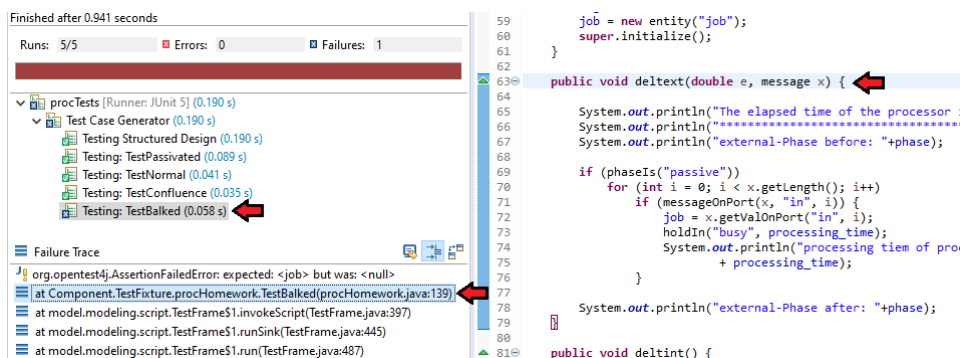 Finished after 0.941 seconds
Runs: 5/5 Errors: 0 Failures: 1
procTests [Runner: JUnit 5] (0.190 s)
Test Case Generator (0.190 s)
Testing Structured Design (0.190 s)
Testing: TestPassivated (0.089 s)
Testing: TestNormal (0.041 s)
Testing: TestConfluence (0.035 s)
Testing: TestBalked (0.058 s)
Failure Trace
org.opentest4j.AssertionFailedError: expected: <job> but was: <null>
at Component.TestFixture.procHomework.TestBalked(procHomework.java:139)
at model.modeling.script.TestFrame$1.invokeScript(TestFrame.java:397)
at model.modeling.script.TestFrame$1.runSink(TestFrame.java:445)
at model.modeling.script.TestFrame$1.run(TestFrame.java:487)
59 job = new entity("job");
60 super.initialize();
61 }
62
63 public void deltext(double e, message x) {
64
65 System.out.println("The elapsed time of the processor
66 System.out.println("*************************************
67 System.out.println("external-Phase before: "+phase);
68
69 if (phaseIs("passive"))
70 for (int i = 0; i < x.getLength(); i++)
71 if (messageOnPort(x, "in", i)) {
72 job = x.getValOnPort("in", i);
73 holdIn("busy", processing_time);
74 System.out.println("processing tiem of proc
75 + processing_time);
76 }
77
78 System.out.println("external-Phase after: "+phase);
79 }
80
81 public void deltint() {